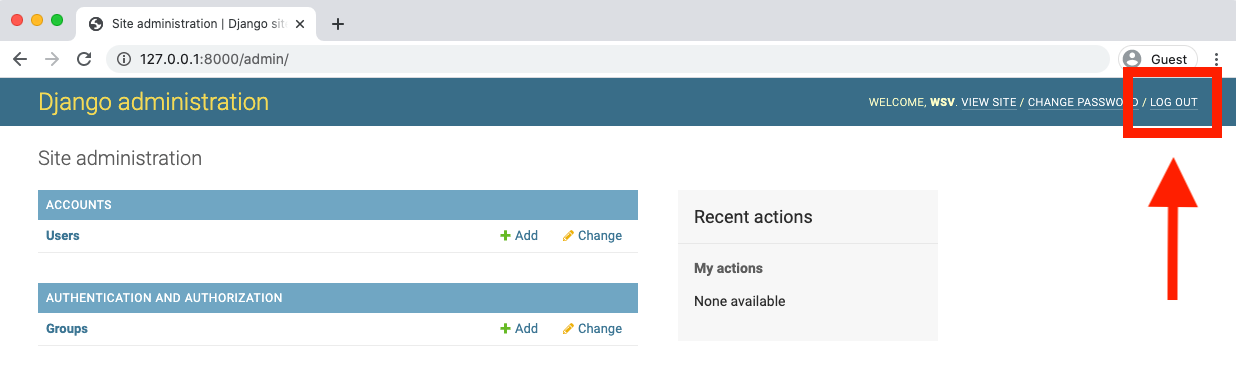 Site administration | Django sit
127.0.0.1:8000/admin/
Guest
Django administration
WELCOME, WSV. VIEW SITE / CHANGE PASSWORD / LOG OUT
Site administration
ACCOUNTS
Users Add Change
AUTHENTICATION AND AUTHORIZATION
Groups Add Change
Recent actions
My actions
None available